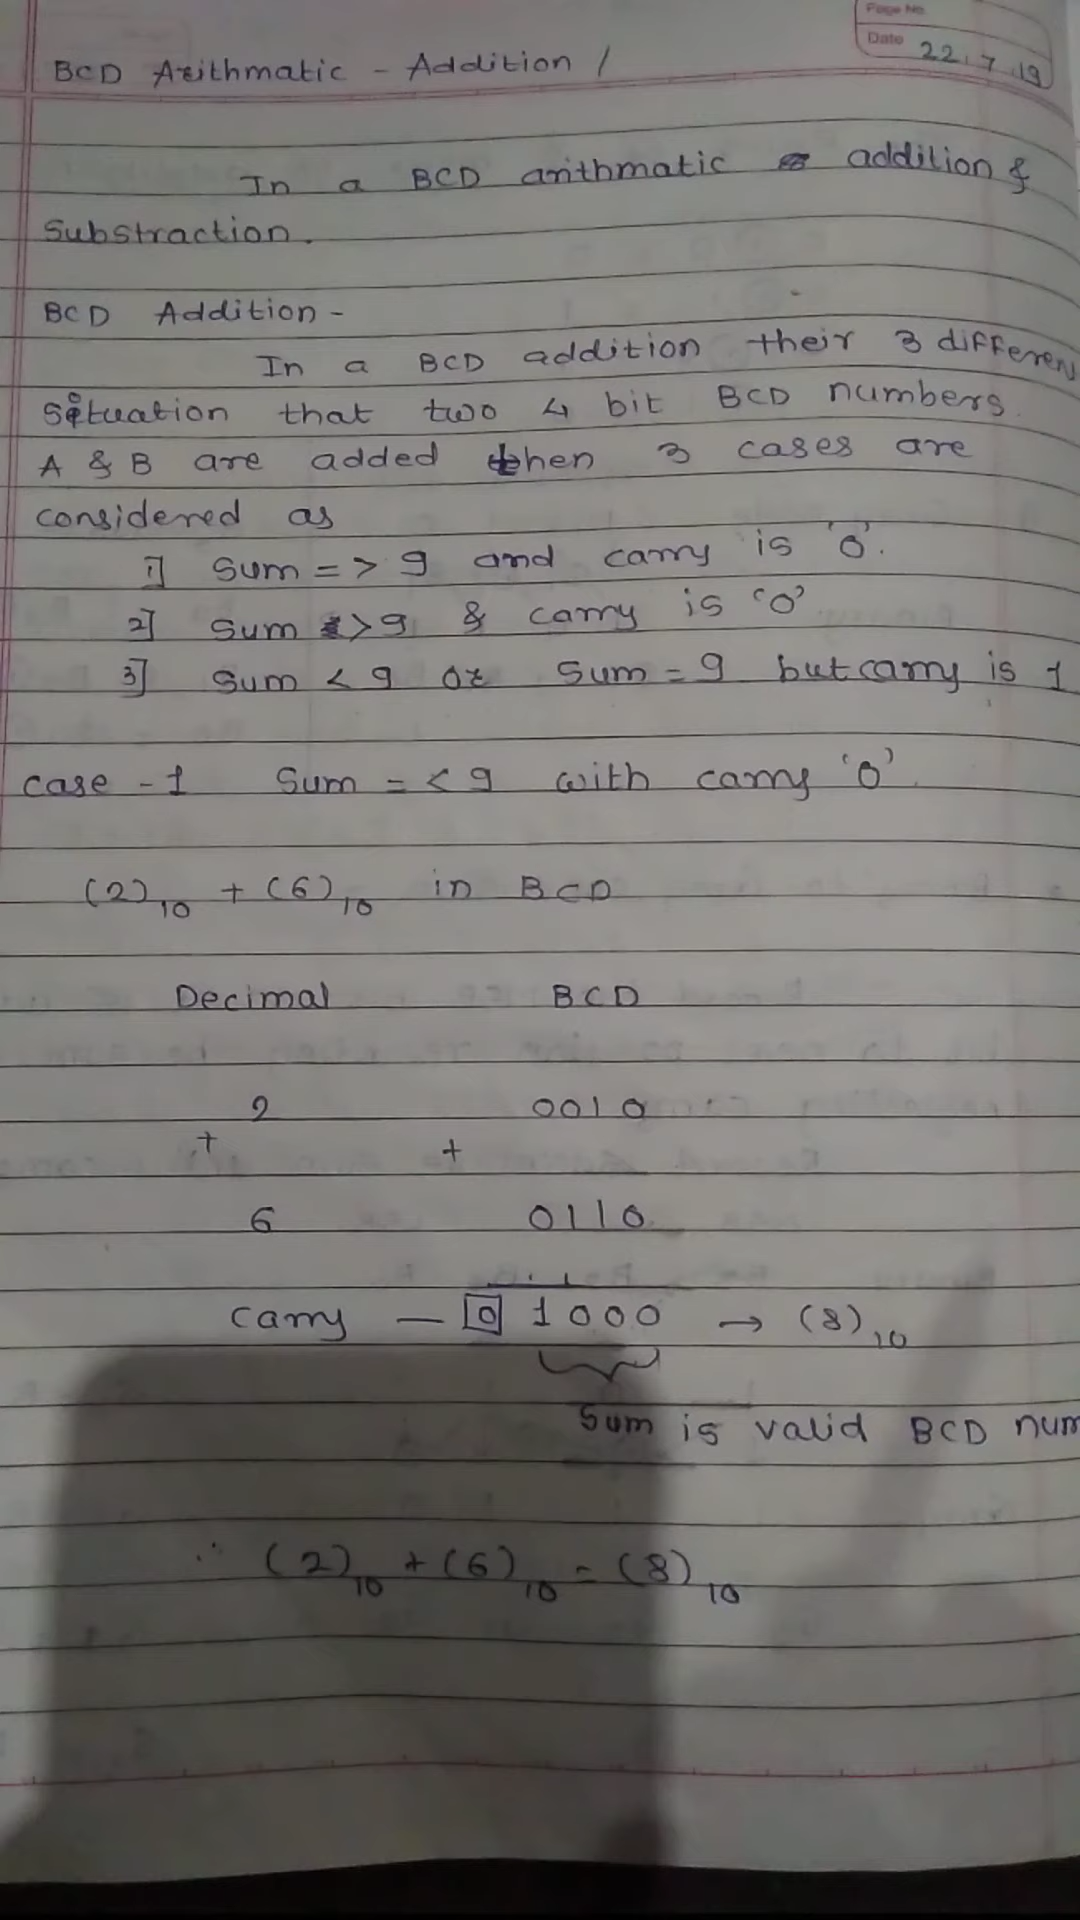 Page No.
Date 22.7.19
BCD Arithmatic - Addition /
In a BCD arithmatic addition &
Substraction.
BCD Addition -
In a BCD addition their 3 differen
situation that two 4 bit BCD numbers.
A & B are added then 3 cases are
considered as
1] Sum = > 9 and carry is '0'.
2] Sum > 9 & carry is '0'
3] Sum < 9 or Sum = 9 but carry is 1
case - 1 Sum = < 9 with carry '0'.
(2)10 + (6)10 in BCD
Decimal BCD
2 0010
+ +
6 0110
carry - 0 1000 → (8)10
Sum is valid BCD num
∴ (2)10 + (6)10 = (8)10